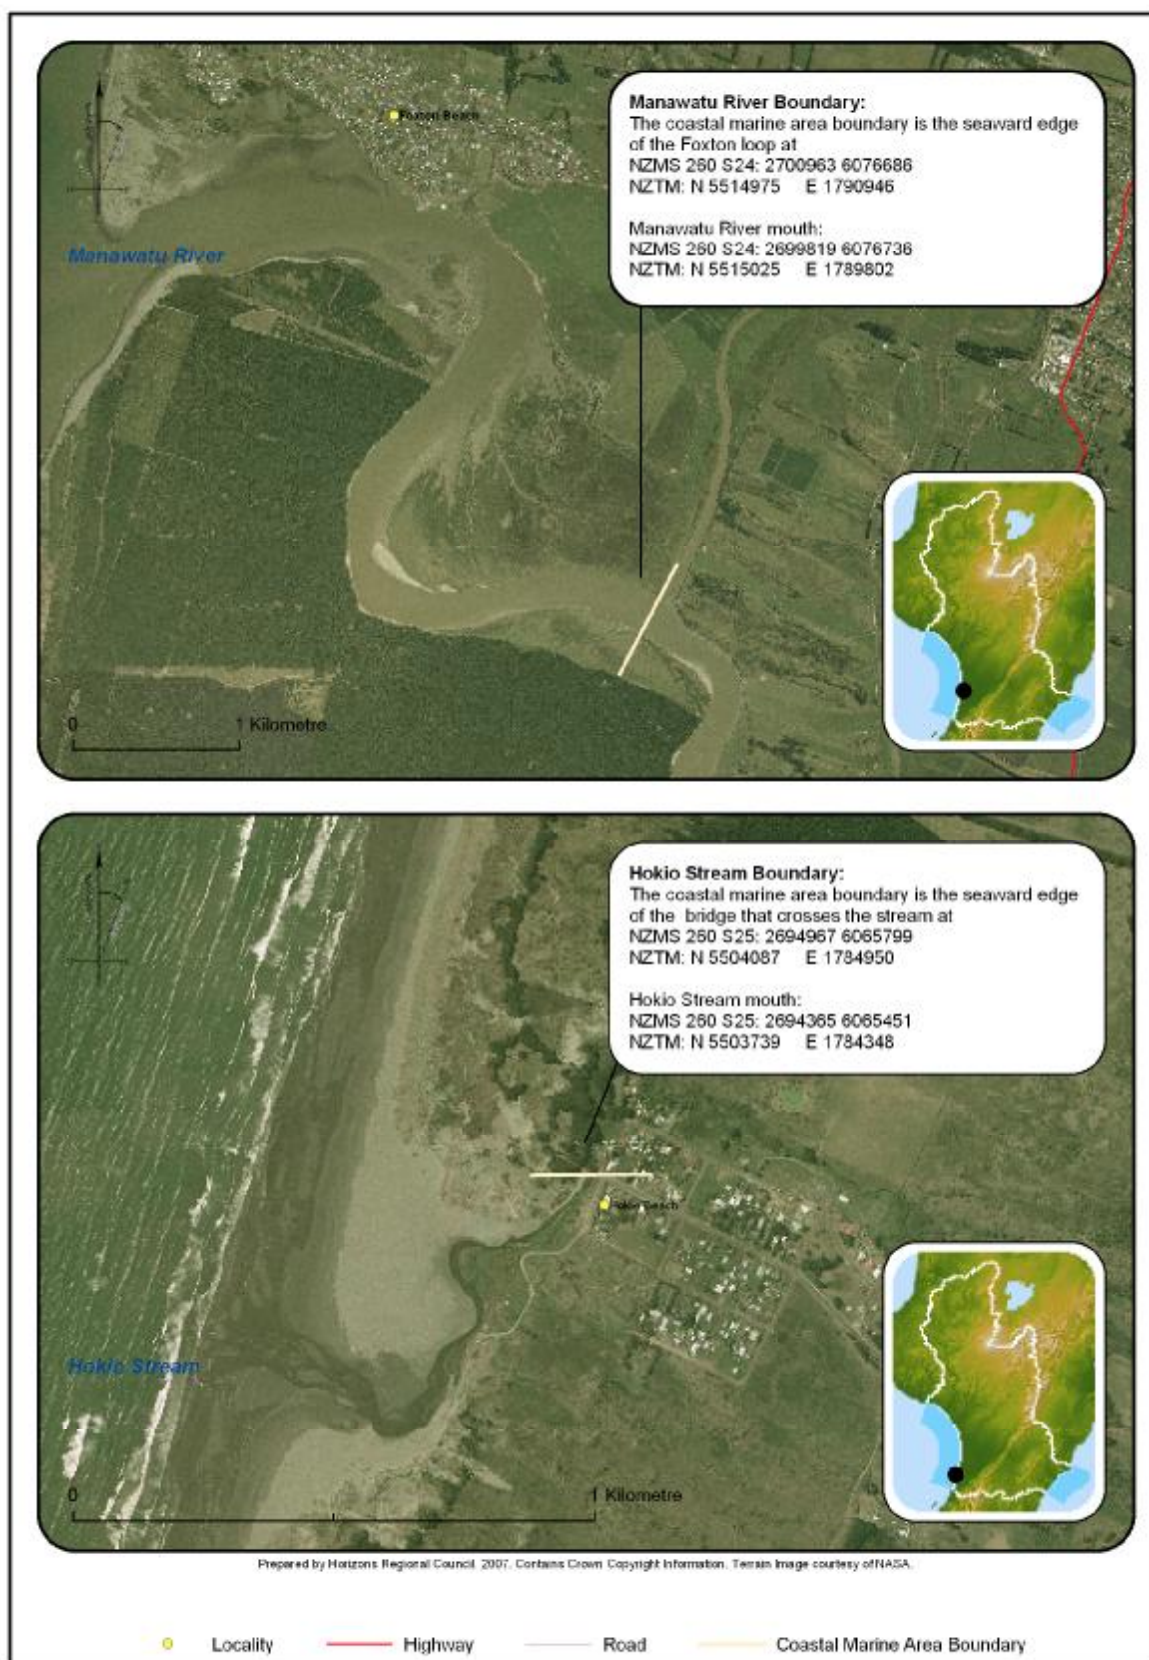 Foxton Beach
Manawatu River
Manawatu River Boundary:
The coastal marine area boundary is the seaward edge
of the Foxton loop at
NZMS 260 S24: 2700963 6076686
NZTM: N 5514975 E 1790946
Manawatu River mouth:
NZMS 260 S24: 2699819 6076736
NZTM: N 5515025 E 1789802
0 1 Kilometre
Hokio Stream Boundary:
The coastal marine area boundary is the seaward edge
of the bridge that crosses the stream at
NZMS 260 S25: 2694967 6065799
NZTM: N 5504087 E 1784950
Hokio Stream mouth:
NZMS 260 S25: 2694365 6065451
NZTM: N 5503739 E 1784348
Hokio Beach
Hokio Stream
0 1 Kilometre
Prepared by Horizons Regional Council. 2007. Contains Crown Copyright Information. Terrain Image courtesy of NASA.
Locality Highway Road Coastal Marine Area Boundary